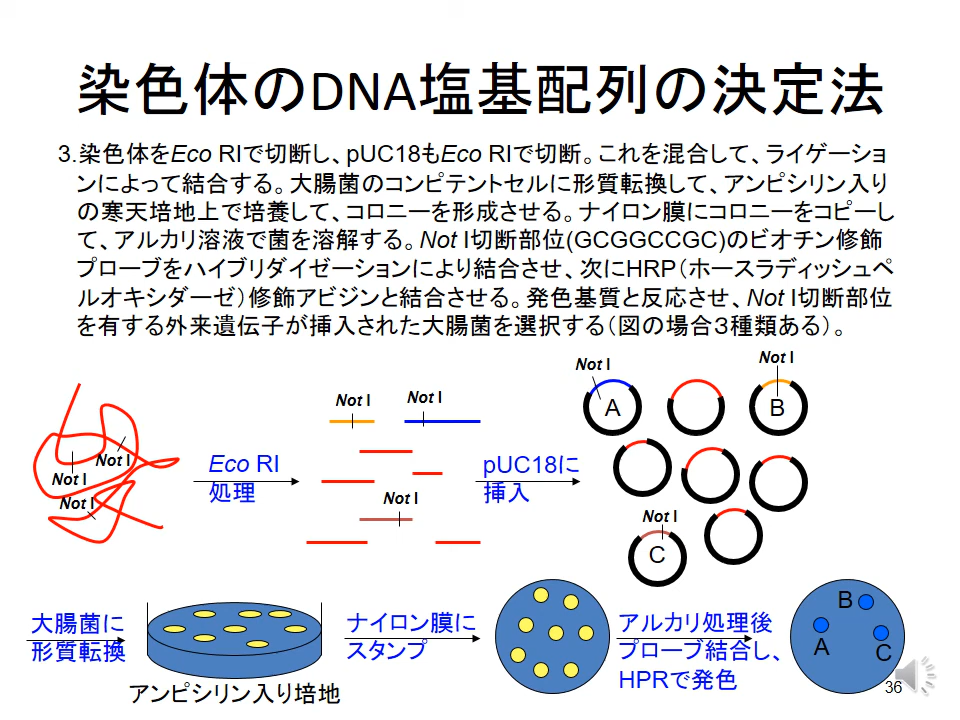 染色体のDNA塩基配列の決定法
3.染色体をEco RIで切断し、pUC18もEco RIで切断。これを混合して、ライゲーショ
ンによって結合する。大腸菌のコンピテントセルに形質転換して、アンピシリン入り
の寒天培地上で培養して、コロニーを形成させる。ナイロン膜にコロニーをコピーし
て、アルカリ溶液で菌を溶解する。Not I切断部位(GCGGCCGC)のビオチン修飾
プローブをハイブリダイゼーションにより結合させ、次にHRP(ホースラディッシュペ
ルオキシダーゼ)修飾アビジンと結合させる。発色基質と反応させ、Not I切断部位
を有する外来遺伝子が挿入された大腸菌を選択する(図の場合3種類ある)。
Not I
Not I
Not I
Eco RI
処理
Not I
Not I
Not I
pUC18に
挿入
Not I
A
Not I
B
Not I
C
大腸菌に
形質転換
アンピシリン入り培地
ナイロン膜に
スタンプ
アルカリ処理後
プローブ結合し、
HPRで発色
B
A
C
36